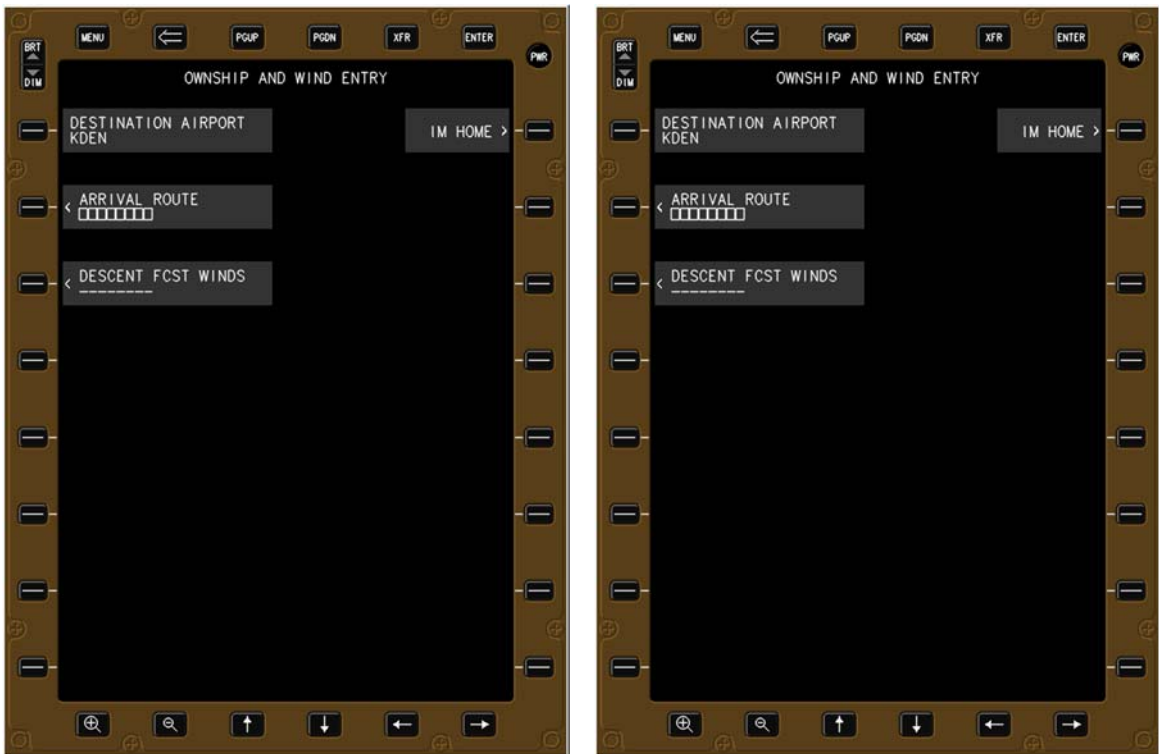 MENU PGUP PGDN XFR ENTER
BRT
DIM
PWR
OWNSHIP AND WIND ENTRY
DESTINATION AIRPORT
KDEN
IM HOME >
< ARRIVAL ROUTE
□□□□□□□□
< DESCENT FCST WINDS
--------
MENU PGUP PGDN XFR ENTER
BRT
DIM
PWR
OWNSHIP AND WIND ENTRY
DESTINATION AIRPORT
KDEN
IM HOME >
< ARRIVAL ROUTE
□□□□□□□□
< DESCENT FCST WINDS
--------